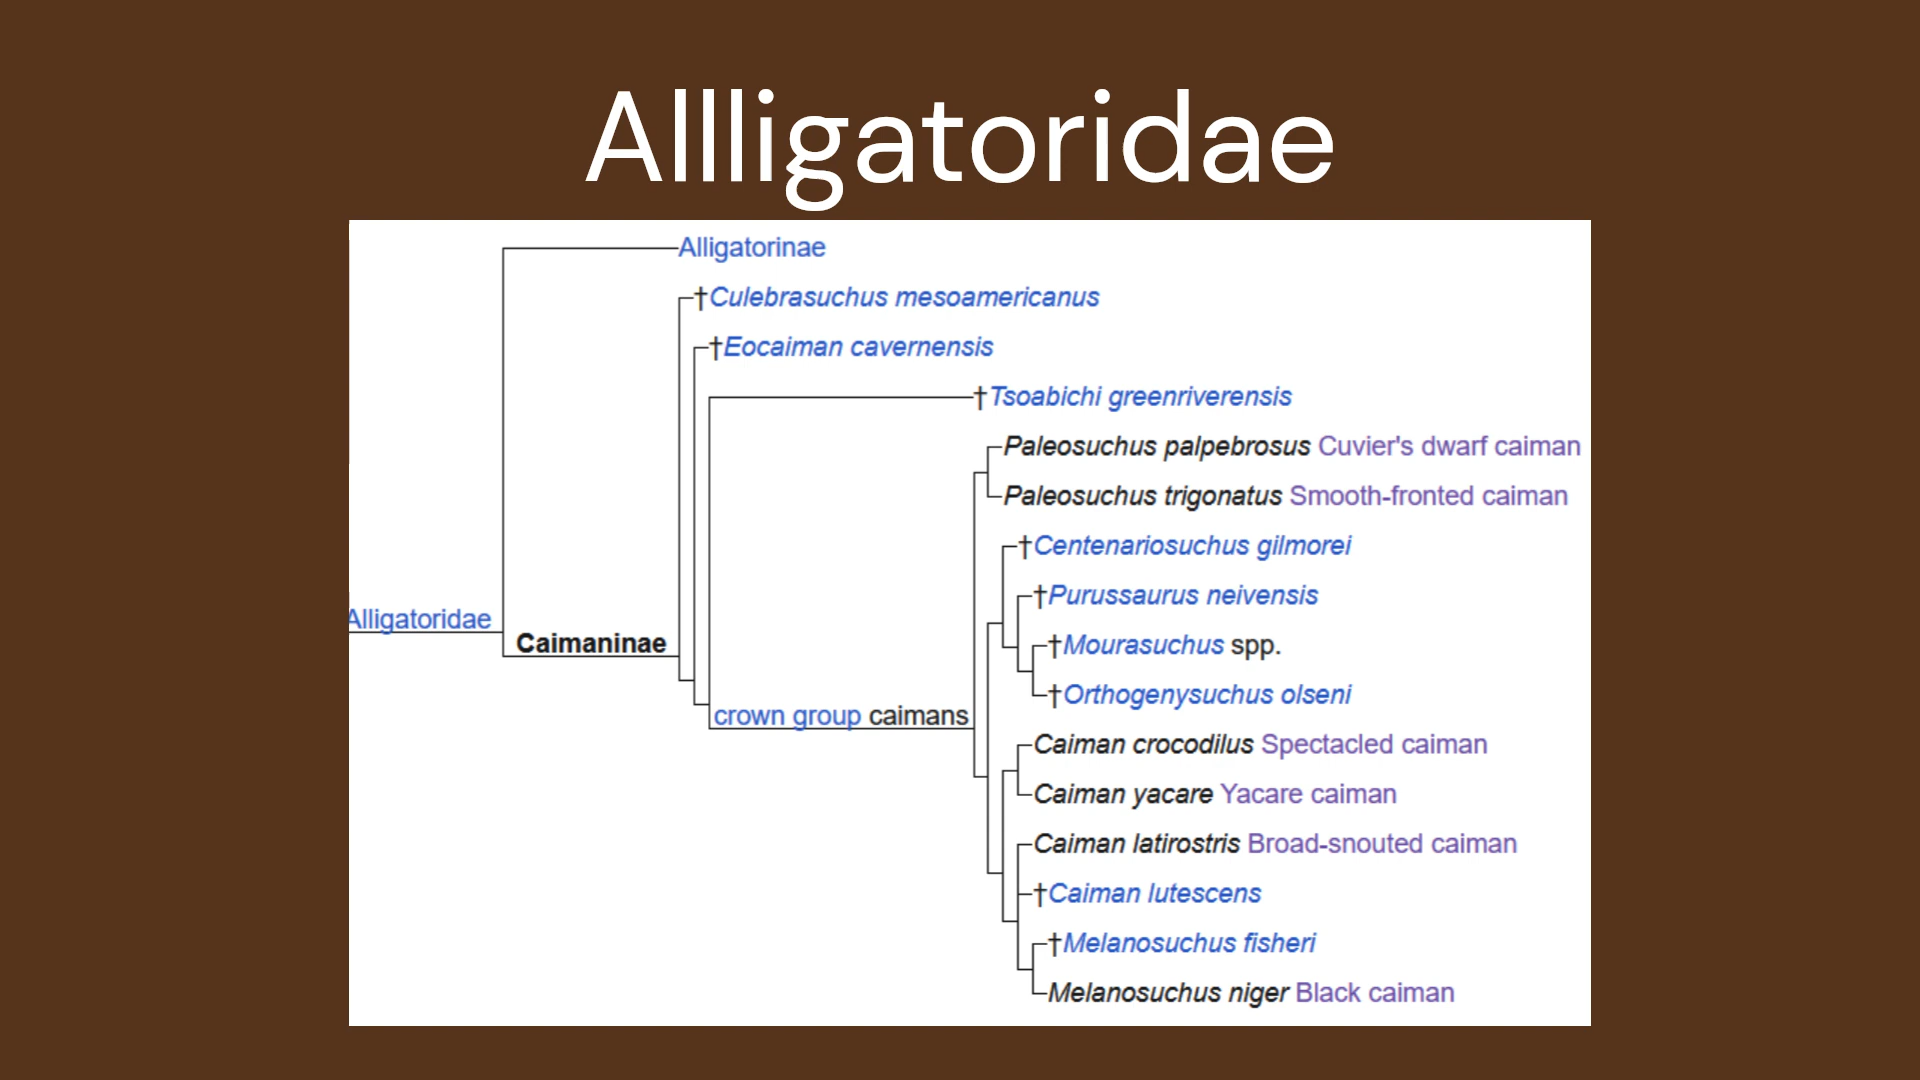 Allligatoridae
Alligatorinae
†Culebrasuchus mesoamericanus
†Eocaiman cavernensis
†Tsoabichi greenriverensis
Paleosuchus palpebrosus Cuvier's dwarf caiman
Paleosuchus trigonatus Smooth-fronted caiman
†Centenariosuchus gilmorei
†Purussaurus neivensis
Alligatoridae
Caimaninae
†Mourasuchus spp.
†Orthogenysuchus olseni
crown group caimans
Caiman crocodilus Spectacled caiman
Caiman yacare Yacare caiman
Caiman latirostris Broad-snouted caiman
†Caiman lutescens
†Melanosuchus fisheri
Melanosuchus niger Black caiman